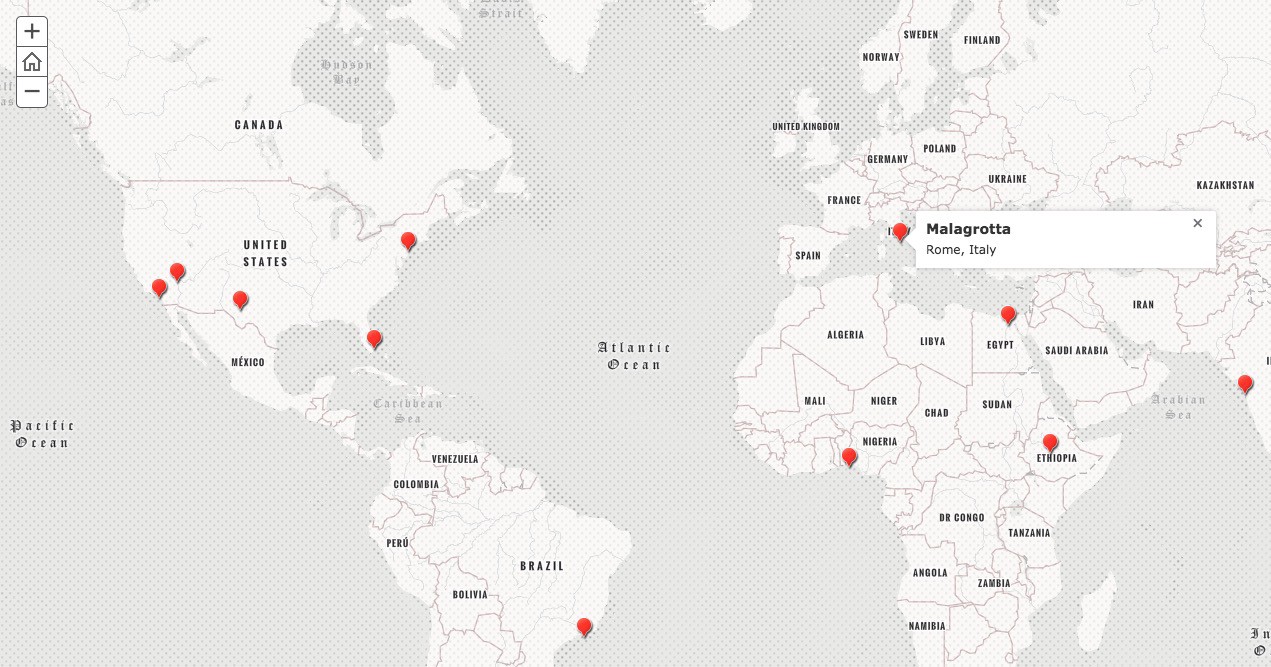 Strait
SWEDEN
FINLAND
NORWAY
Hudson
Bay
CANADA
UNITED KINGDOM
POLAND
GERMANY
UKRAINE
KAZAKHSTAN
FRANCE
Malagrotta
×
Rome, Italy
UNITED
STATES
SPAIN
IRAN
ALGERIA
LIBYA
EGYPT
SAUDI ARABIA
Atlantic
Ocean
MÉXICO
Caribbean
Sea
MALI
NIGER
CHAD
SUDAN
Arabian
Sea
Pacific
Ocean
NIGERIA
ETHIOPIA
VENEZUELA
COLOMBIA
DR CONGO
TANZANIA
PERÚ
BRAZIL
BOLIVIA
ANGOLA
ZAMBIA
NAMIBIA
In
O